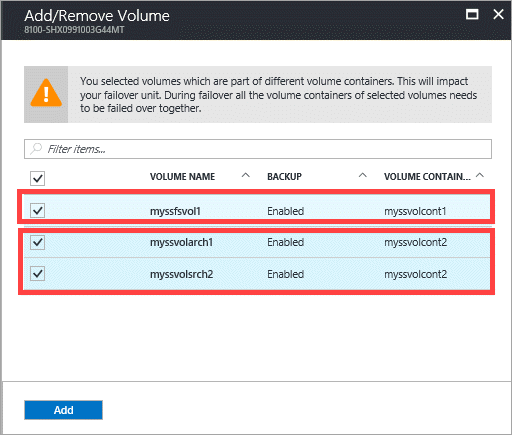 Add/Remove Volume
8100-SHX0991003G44MT
You selected volumes which are part of different volume containers. This will impact
your failover unit. During failover all the volume containers of selected volumes needs
to be failed over together.
Filter items...
VOLUME NAME BACKUP VOLUME CONTAIN...
myssfsvol1 Enabled myssvolcont1
myssvolarch1 Enabled myssvolcont2
myssvolsrch2 Enabled myssvolcont2
Add